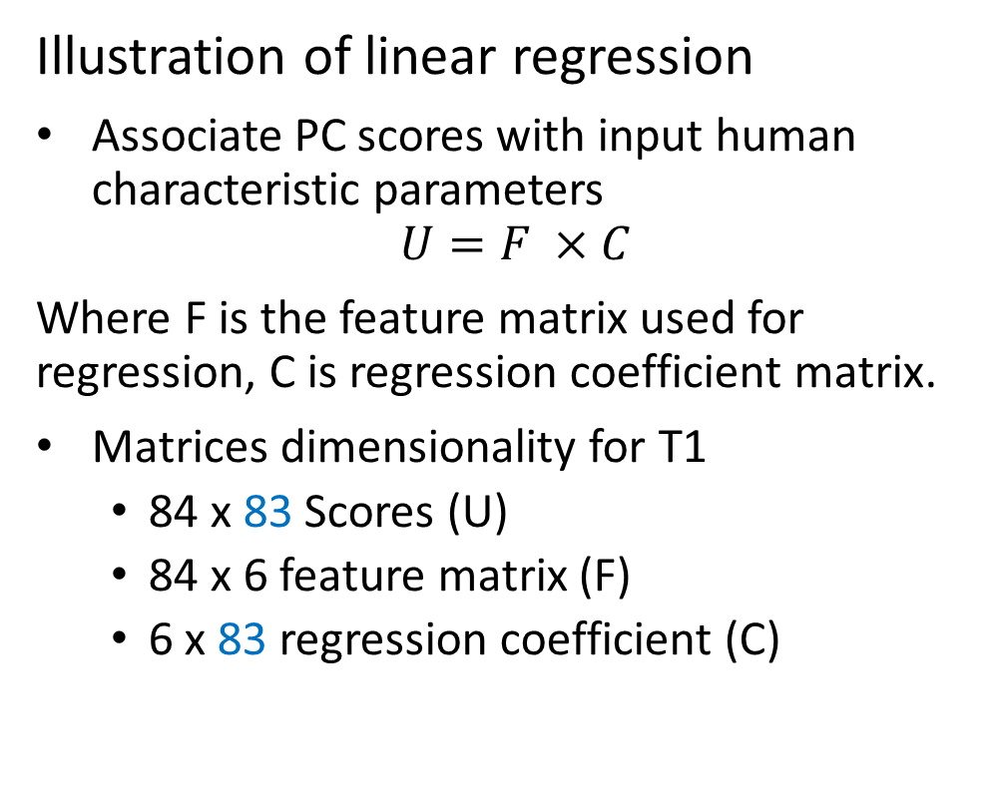 Illustration of linear regression
• Associate PC scores with input human
characteristic parameters
U = F × C
Where F is the feature matrix used for
regression, C is regression coefficient matrix.
• Matrices dimensionality for T1
• 84 x 83 Scores (U)
• 84 x 6 feature matrix (F)
• 6 x 83 regression coefficient (C)